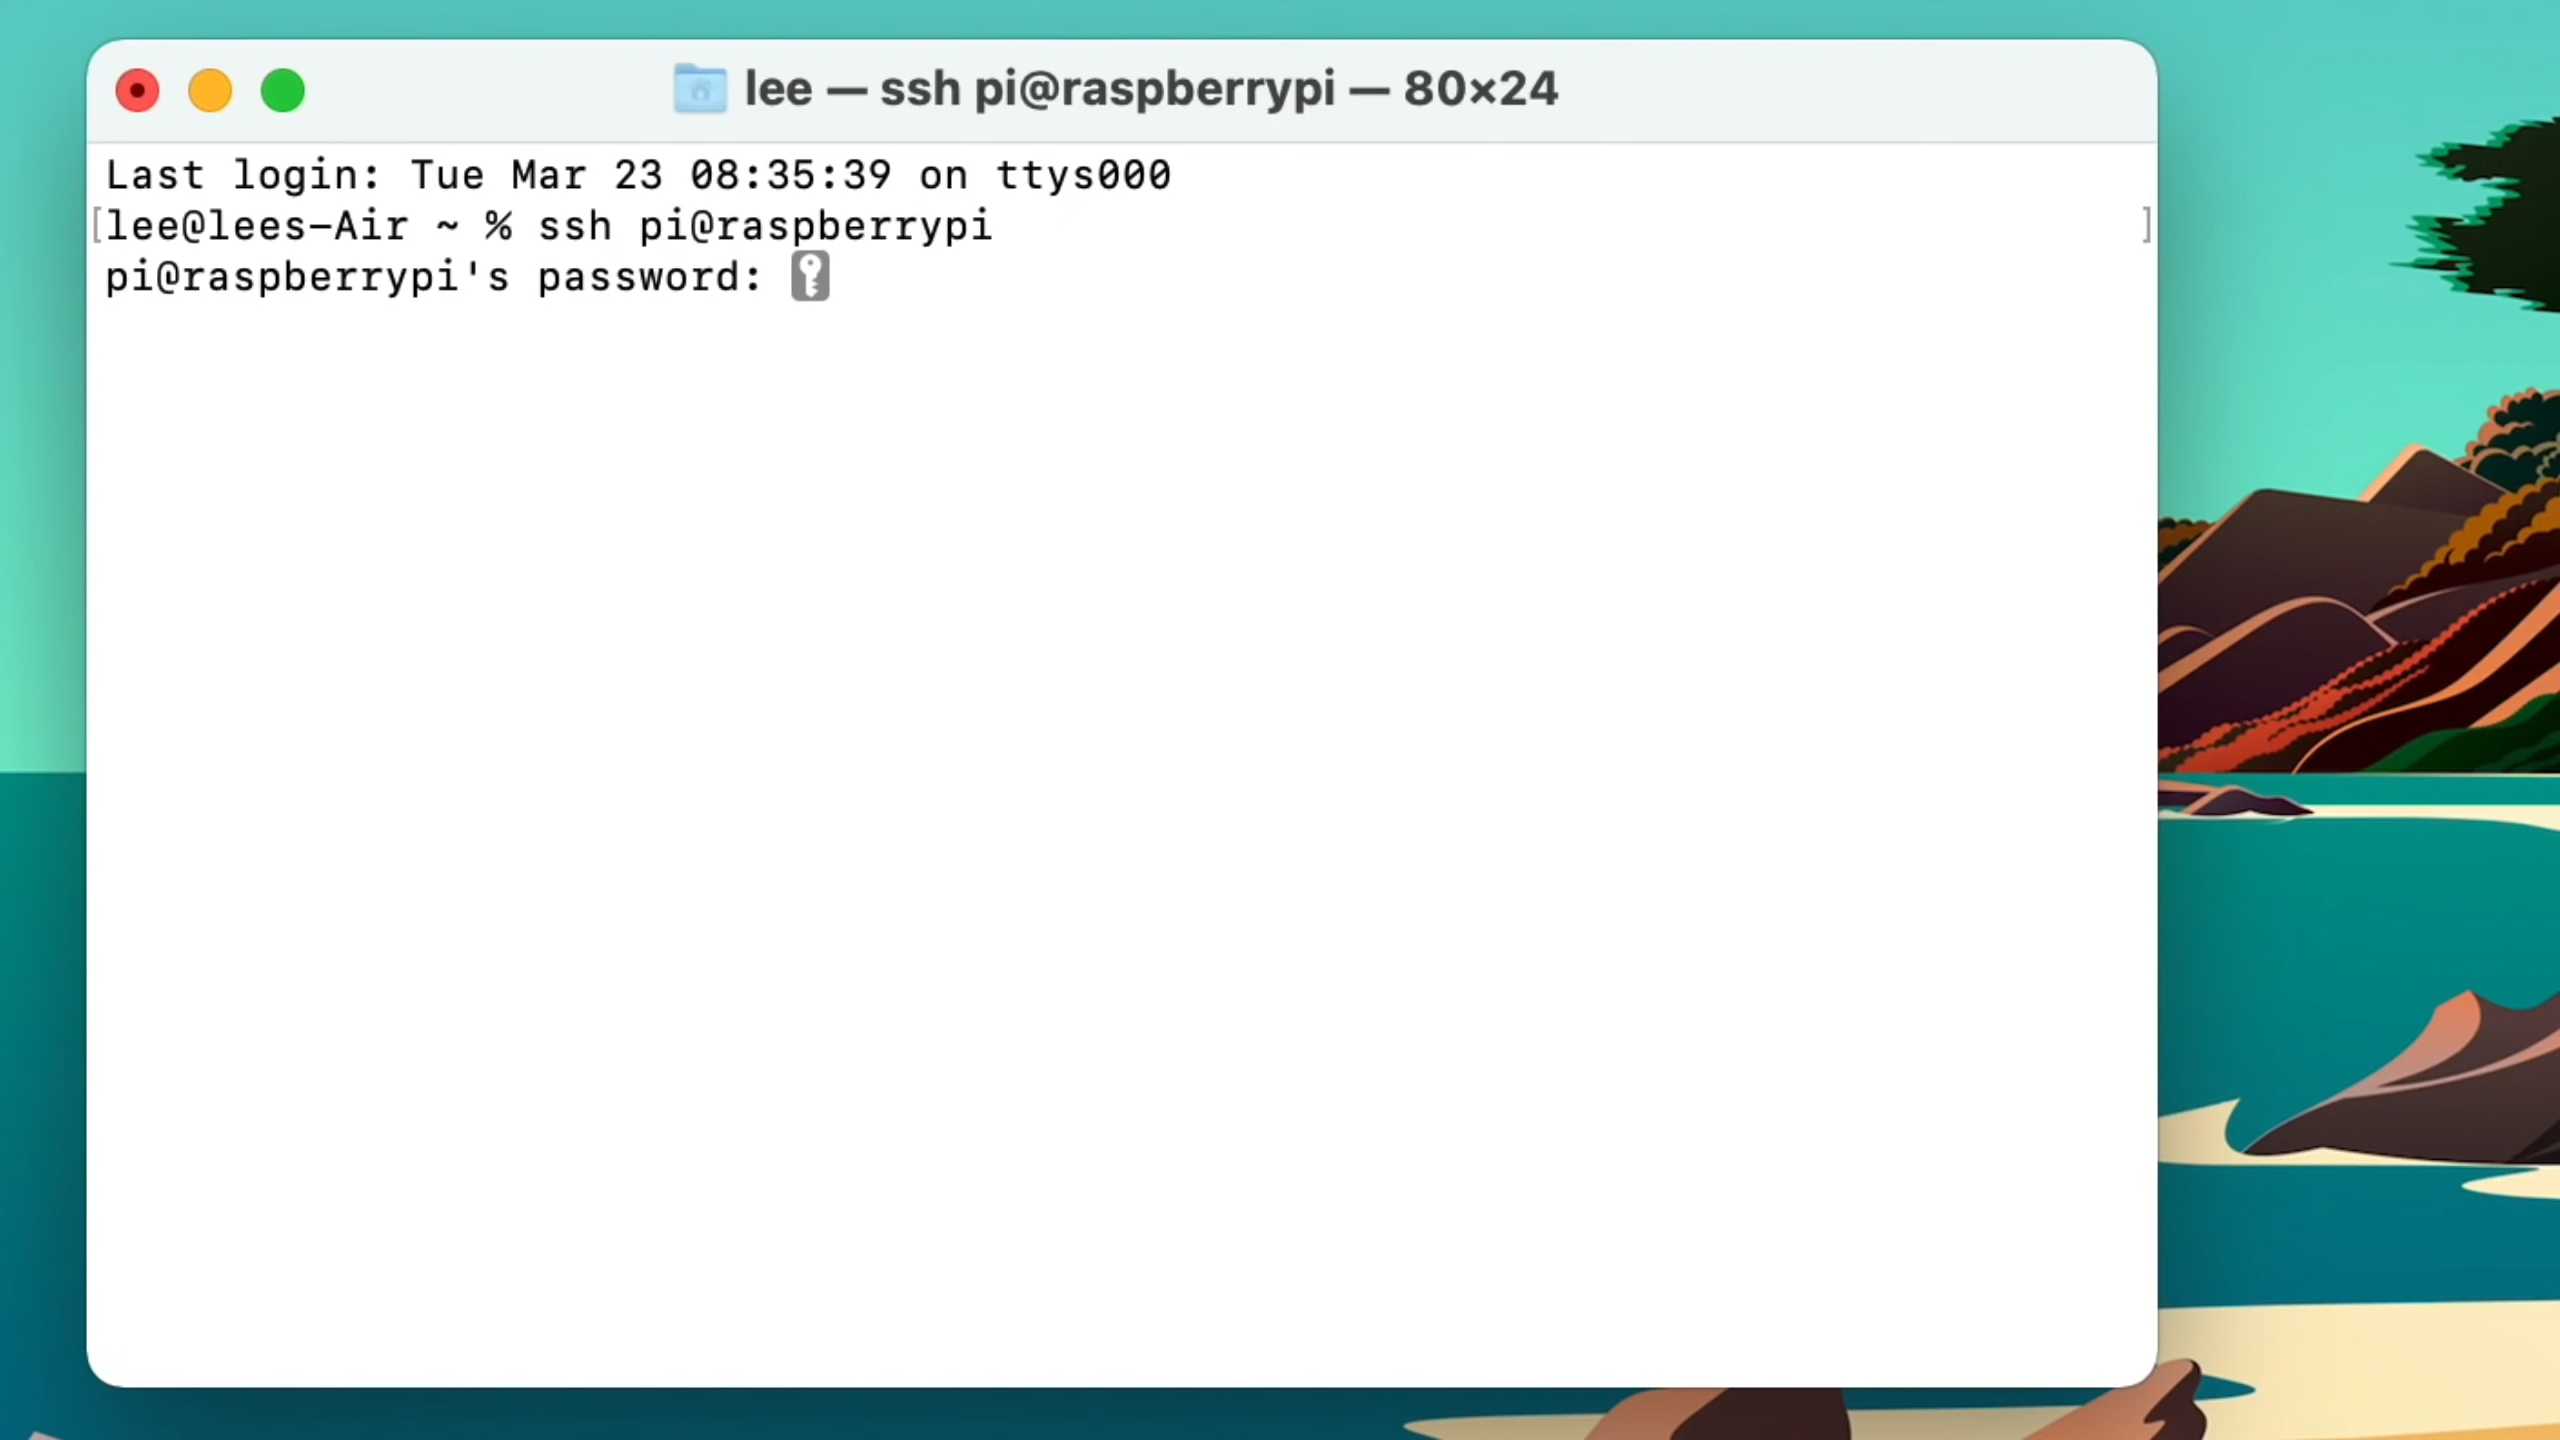 lee — ssh pi@raspberrypi — 80×24
Last login: Tue Mar 23 08:35:39 on ttys000
[lee@lees-Air ~ % ssh pi@raspberrypi ]
pi@raspberrypi's password: